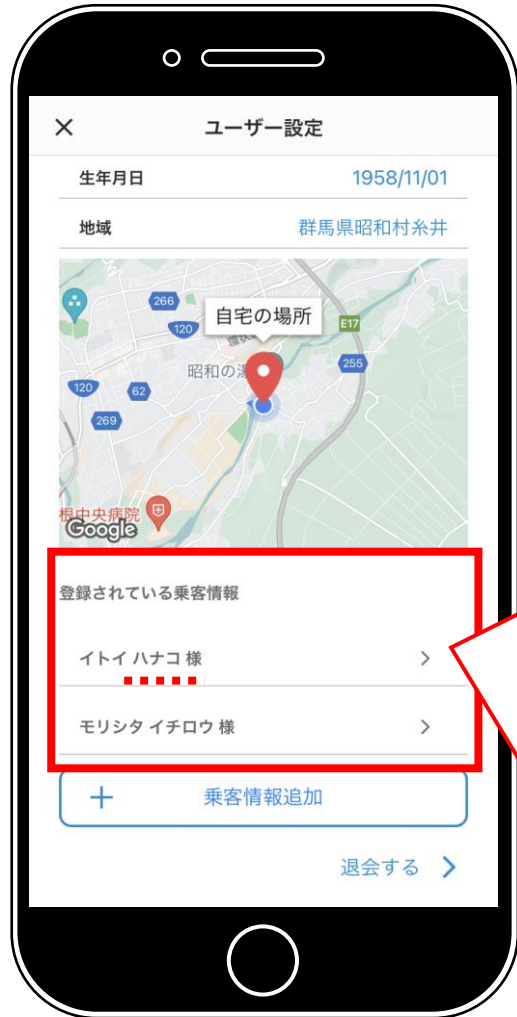 ×
ユーザー設定
生年月日 1958/11/01
地域 群馬県昭和村糸井
266
120
自宅の場所
E17
環状
昭和の湯
255
120
62
269
根中央病院
Google
登録されている乗客情報
イトイ ハナコ 様
モリシタ イチロウ 様
+ 乗客情報追加
退会する